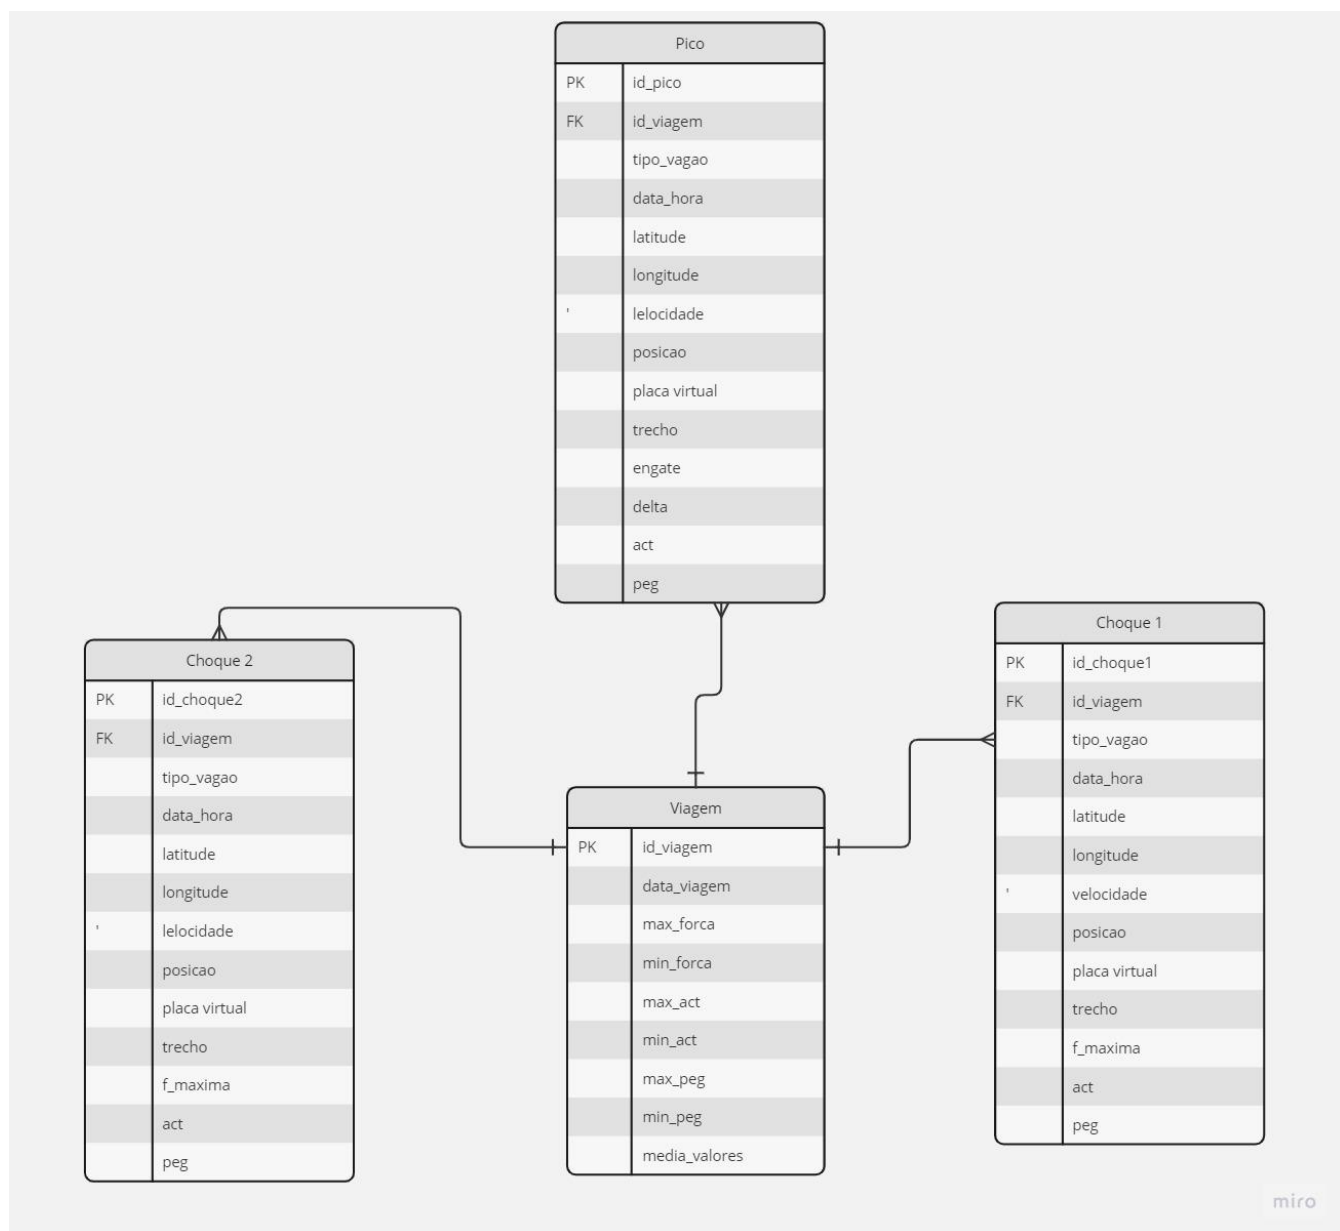 Pico
PK id_pico
FK id_viagem
tipo_vagao
data_hora
latitude
longitude
' lelocidade
posicao
placa virtual
trecho
engate
delta
act
peg
Choque 2
PK id_choque2
FK id_viagem
tipo_vagao
data_hora
latitude
longitude
' lelocidade
posicao
placa virtual
trecho
f_maxima
act
peg
Viagem
PK id_viagem
data_viagem
max_forca
min_forca
max_act
min_act
max_peg
min_peg
media_valores
Choque 1
PK id_choque1
FK id_viagem
tipo_vagao
data_hora
latitude
longitude
' velocidade
posicao
placa virtual
trecho
f_maxima
act
peg
miro